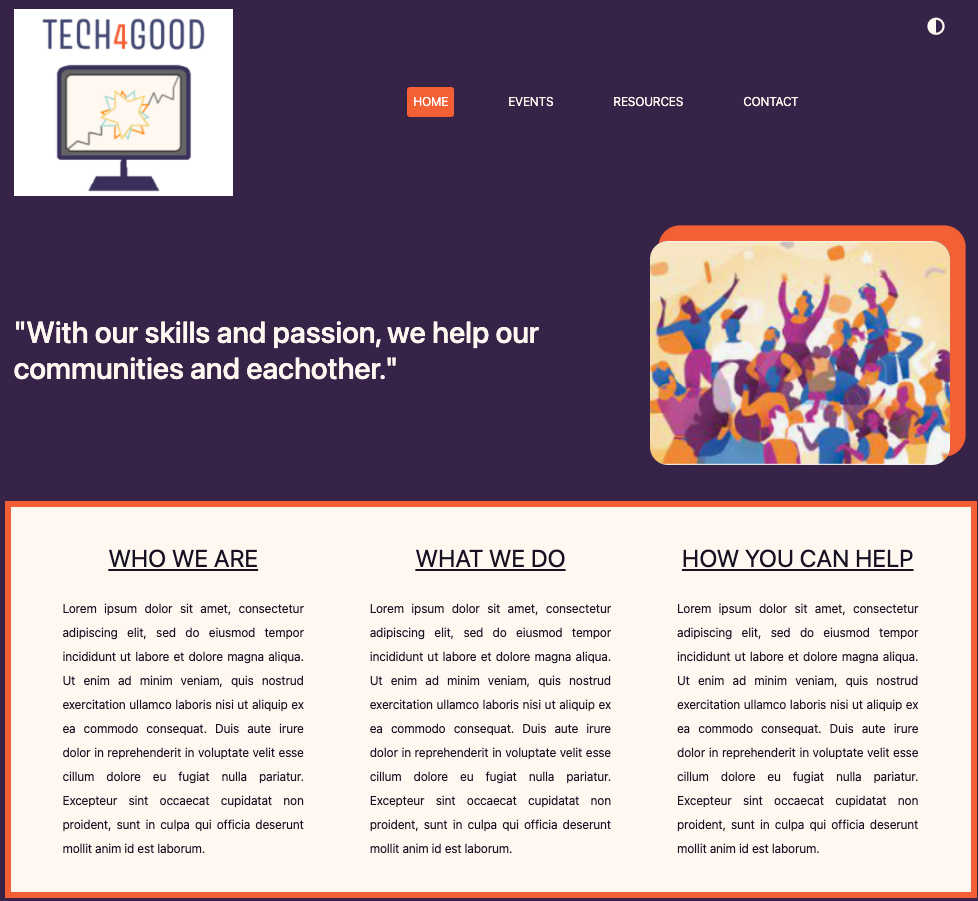 TECH4GOOD
HOME EVENTS RESOURCES CONTACT
"With our skills and passion, we help our
communities and eachother."
WHO WE ARE
Lorem ipsum dolor sit amet, consectetur
adipiscing elit, sed do eiusmod tempor
incididunt ut labore et dolore magna aliqua.
Ut enim ad minim veniam, quis nostrud
exercitation ullamco laboris nisi ut aliquip ex
ea commodo consequat. Duis aute irure
dolor in reprehenderit in voluptate velit esse
cillum dolore eu fugiat nulla pariatur.
Excepteur sint occaecat cupidatat non
proident, sunt in culpa qui officia deserunt
mollit anim id est laborum.
WHAT WE DO
Lorem ipsum dolor sit amet, consectetur
adipiscing elit, sed do eiusmod tempor
incididunt ut labore et dolore magna aliqua.
Ut enim ad minim veniam, quis nostrud
exercitation ullamco laboris nisi ut aliquip ex
ea commodo consequat. Duis aute irure
dolor in reprehenderit in voluptate velit esse
cillum dolore eu fugiat nulla pariatur.
Excepteur sint occaecat cupidatat non
proident, sunt in culpa qui officia deserunt
mollit anim id est laborum.
HOW YOU CAN HELP
Lorem ipsum dolor sit amet, consectetur
adipiscing elit, sed do eiusmod tempor
incididunt ut labore et dolore magna aliqua.
Ut enim ad minim veniam, quis nostrud
exercitation ullamco laboris nisi ut aliquip ex
ea commodo consequat. Duis aute irure
dolor in reprehenderit in voluptate velit esse
cillum dolore eu fugiat nulla pariatur.
Excepteur sint occaecat cupidatat non
proident, sunt in culpa qui officia deserunt
mollit anim id est laborum.